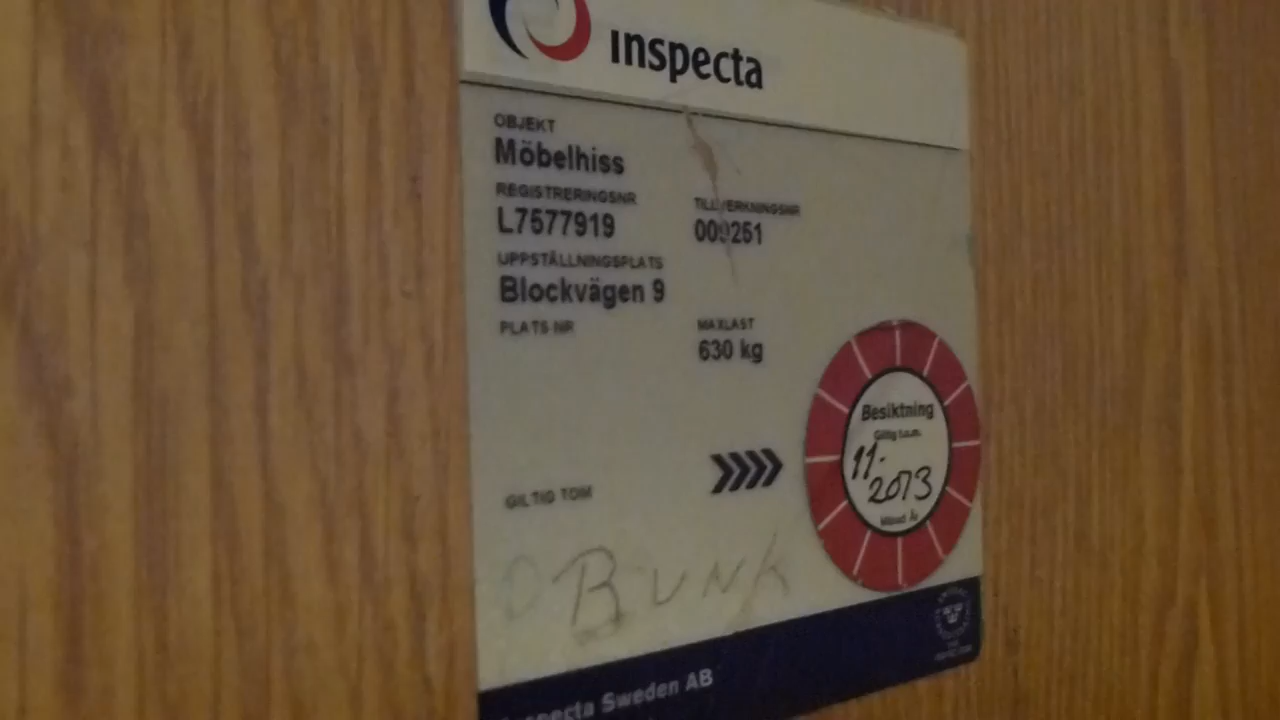 ınspecta
OBJEKT
Möbelhiss
REGISTRERINGSNR
L7577919
TILLVERKNINGSNR
009251
UPPSTÄLLNINGSPLATS
Blockvägen 9
PLATS NR
MAXLAST
630 kg
Besiktning
Giltig t.o.m.
11-
2013
Månad År
GILTIG TOM
BUNK
Inspecta Sweden AB